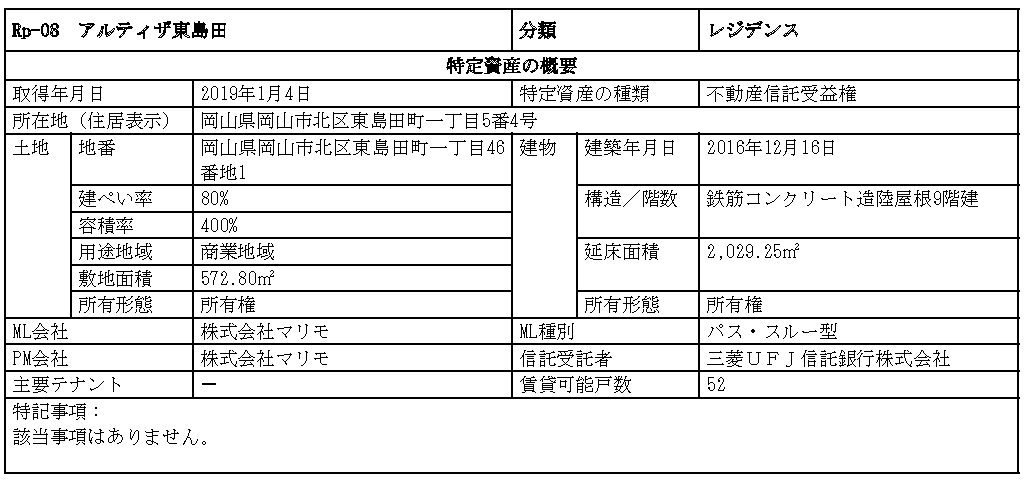 Rp-08 アルティザ東島田 分類 レジデンス
特定資産の概要
取得年月日 2019年1月4日 特定資産の種類 不動産信託受益権
所在地（住居表示） 岡山県岡山市北区東島田町一丁目5番4号
土地 地番 岡山県岡山市北区東島田町一丁目46 建物 建築年月日 2016年12月16日
番地1
建ぺい率 80% 構造／階数 鉄筋コンクリート造陸屋根9階建
容積率 400%
用途地域 商業地域 延床面積 2,029.25㎡
敷地面積 572.80㎡
所有形態 所有権 所有形態 所有権
ML会社 株式会社マリモ ML種別 パス・スルー型
PM会社 株式会社マリモ 信託受託者 三菱ＵＦＪ信託銀行株式会社
主要テナント － 賃貸可能戸数 52
特記事項：
該当事項はありません。